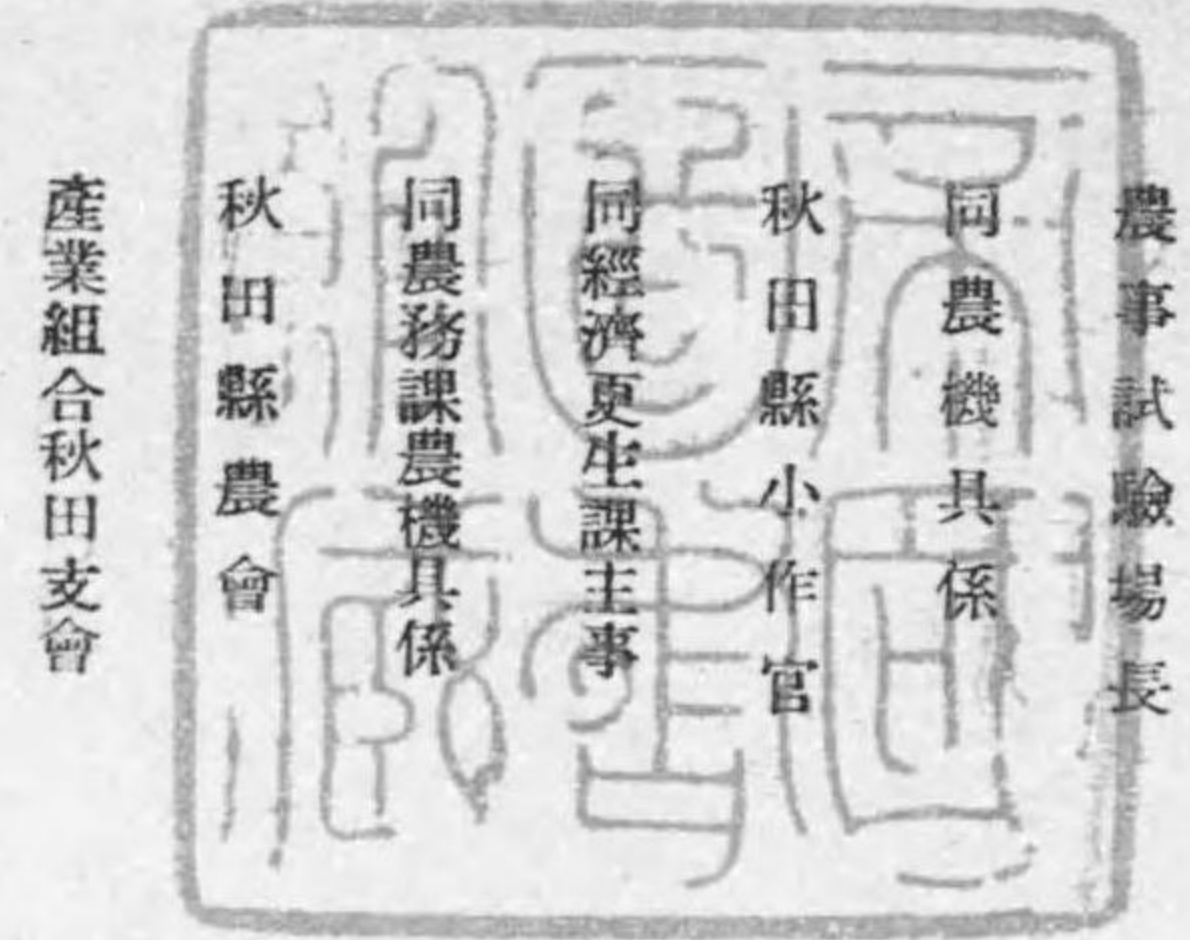 農事試驗場長
同農機具係
秋田縣小作官
同經濟更生課主事
同農務課農機具係
秋田縣農會
產業組合秋田支會